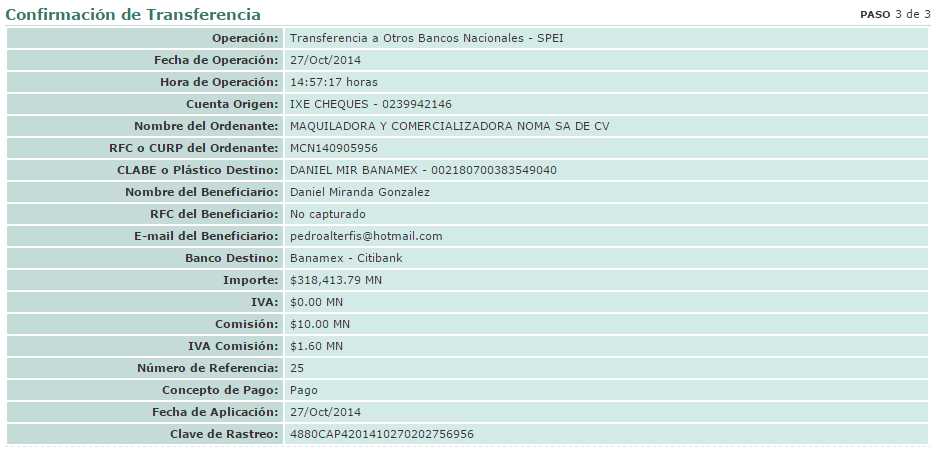 Confirmación de Transferencia PASO 3 de 3
Operación: Transferencia a Otros Bancos Nacionales - SPEI
Fecha de Operación: 27/Oct/2014
Hora de Operación: 14:57:17 horas
Cuenta Origen: IXE CHEQUES - 0239942146
Nombre del Ordenante: MAQUILADORA Y COMERCIALIZADORA NOMA SA DE CV
RFC o CURP del Ordenante: MCN140905956
CLABE o Plástico Destino: DANIEL MIR BANAMEX - 002180700383549040
Nombre del Beneficiario: Daniel Miranda Gonzalez
RFC del Beneficiario: No capturado
E-mail del Beneficiario: pedroalterfis@hotmail.com
Banco Destino: Banamex - Citibank
Importe: $318,413.79 MN
IVA: $0.00 MN
Comisión: $10.00 MN
IVA Comisión: $1.60 MN
Número de Referencia: 25
Concepto de Pago: Pago
Fecha de Aplicación: 27/Oct/2014
Clave de Rastreo: 4880CAP4201410270202756956